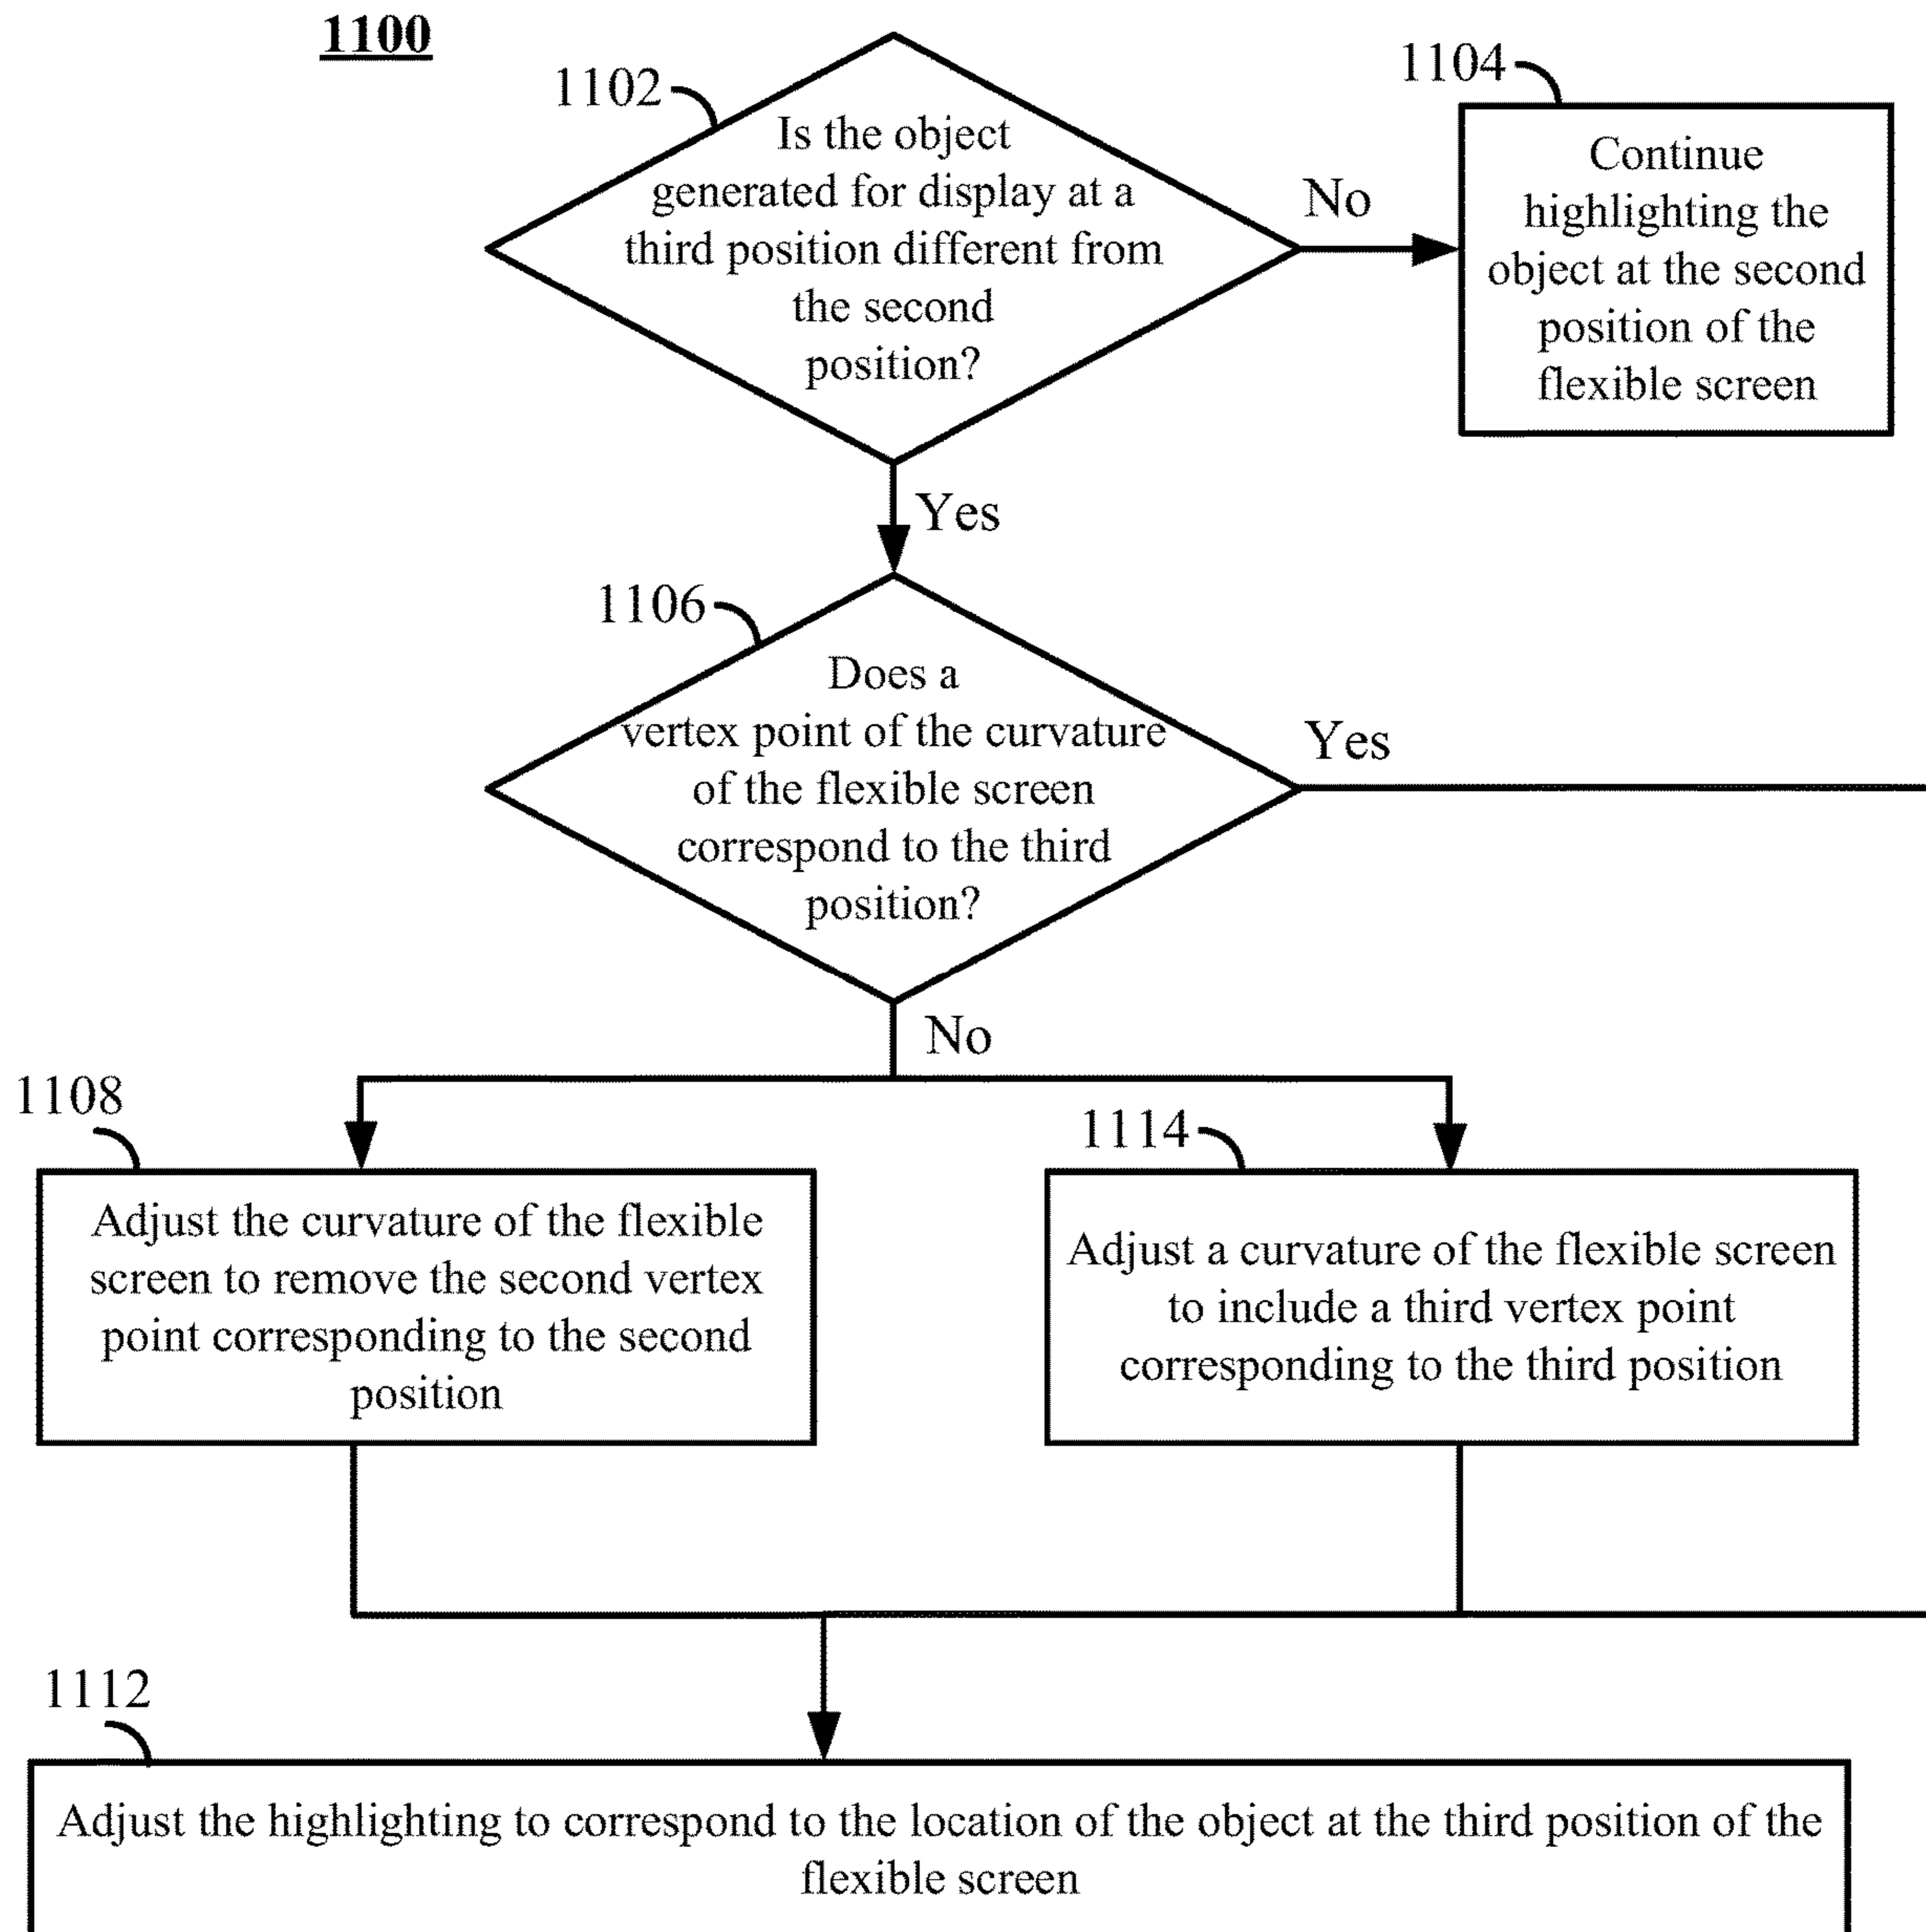 1100
1102
Is the object
generated for display at a
third position different from
the second
position?
No
1104
Continue
highlighting the
object at the second
position of the
flexible screen
Yes
1106
Does a
vertex point of the curvature
of the flexible screen
correspond to the third
position?
Yes
No
1108
Adjust the curvature of the flexible
screen to remove the second vertex
point corresponding to the second
position
1114
Adjust a curvature of the flexible screen
to include a third vertex point
corresponding to the third position
1112
Adjust the highlighting to correspond to the location of the object at the third position of the
flexible screen